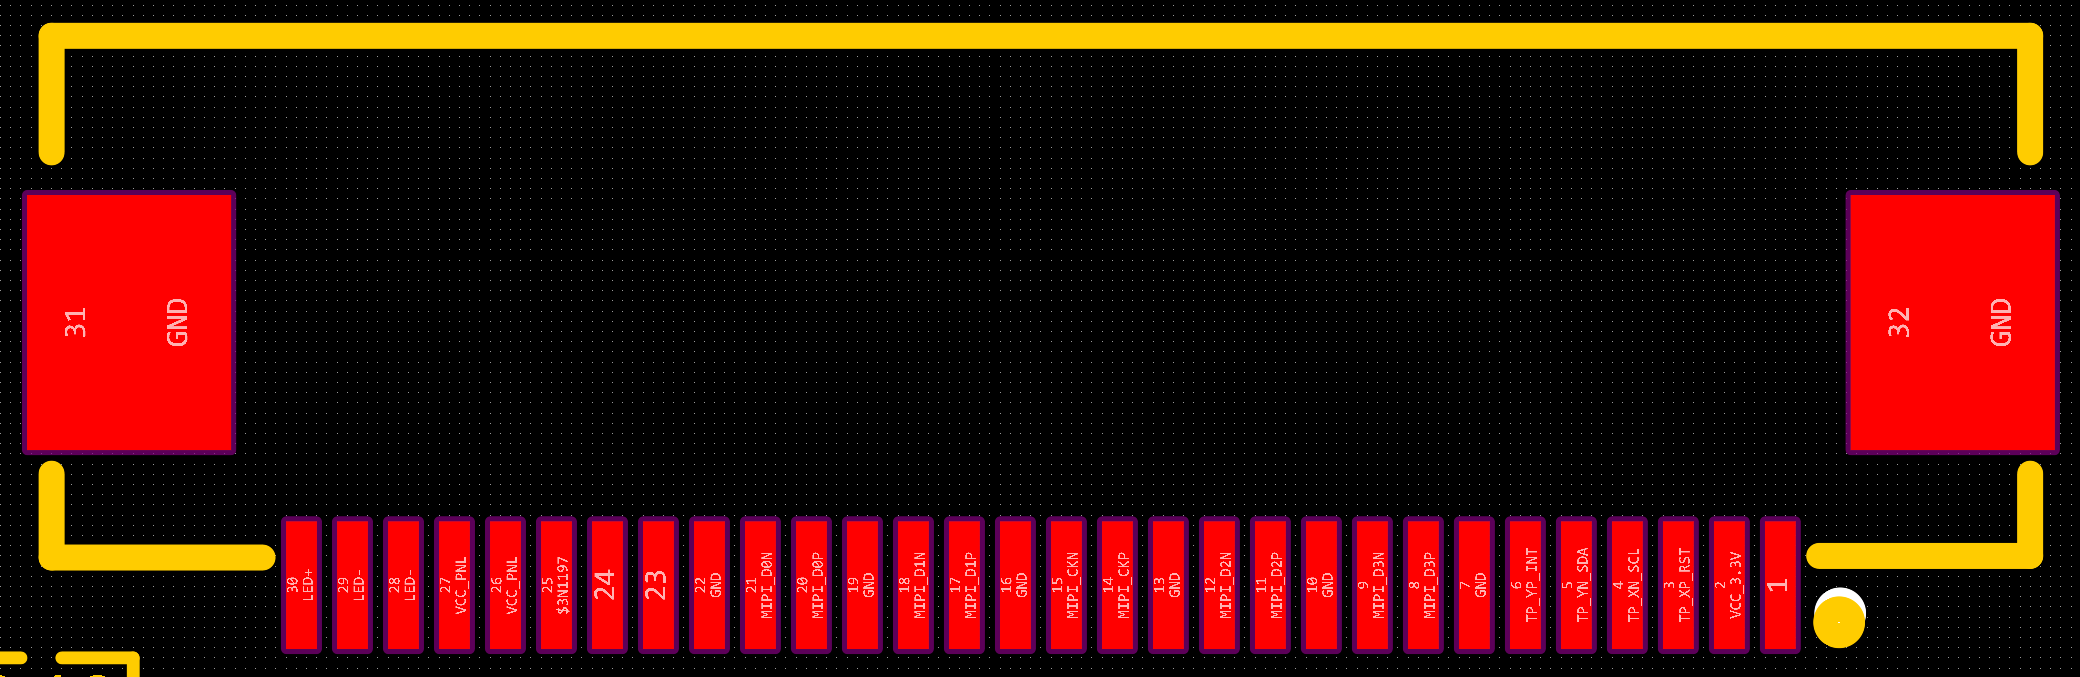 31
GND
32
GND
30
LED+
29
LED-
28
LED-
27
VCC_PNL
26
VCC_PNL
25
$3N1197
24
23
22
GND
21
MIPI_D0N
20
MIPI_D0P
19
GND
18
MIPI_D1N
17
MIPI_D1P
16
GND
15
MIPI_CKN
14
MIPI_CKP
13
GND
12
MIPI_D2N
11
MIPI_D2P
10
GND
9
MIPI_D3N
8
MIPI_D3P
7
GND
6
TP_YP_INT
5
TP_YN_SDA
4
TP_XN_SCL
3
TP_XP_RST
2
VCC_3.3V
1